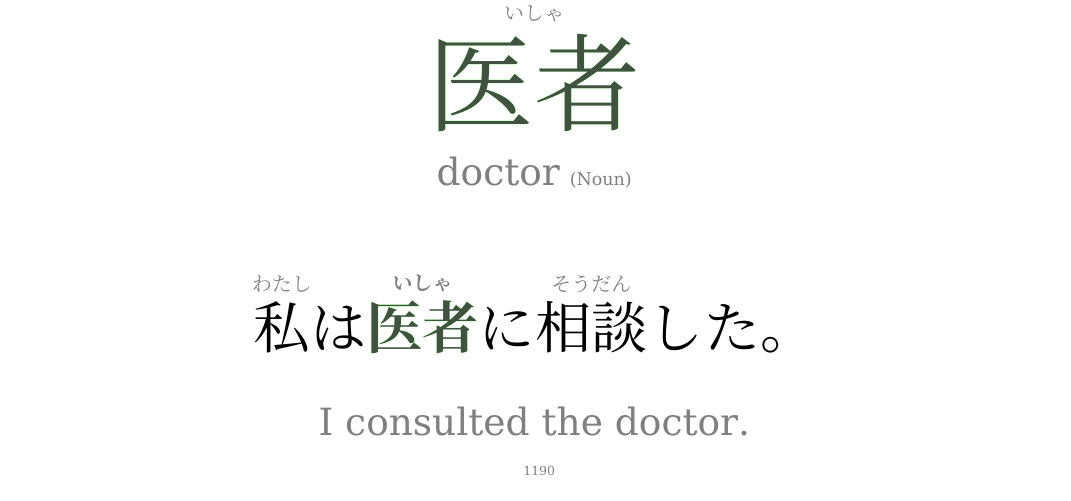 いしゃ
医者
doctor (Noun)
わたし いしゃ そうだん
私は医者に相談した。
I consulted the doctor.
1190